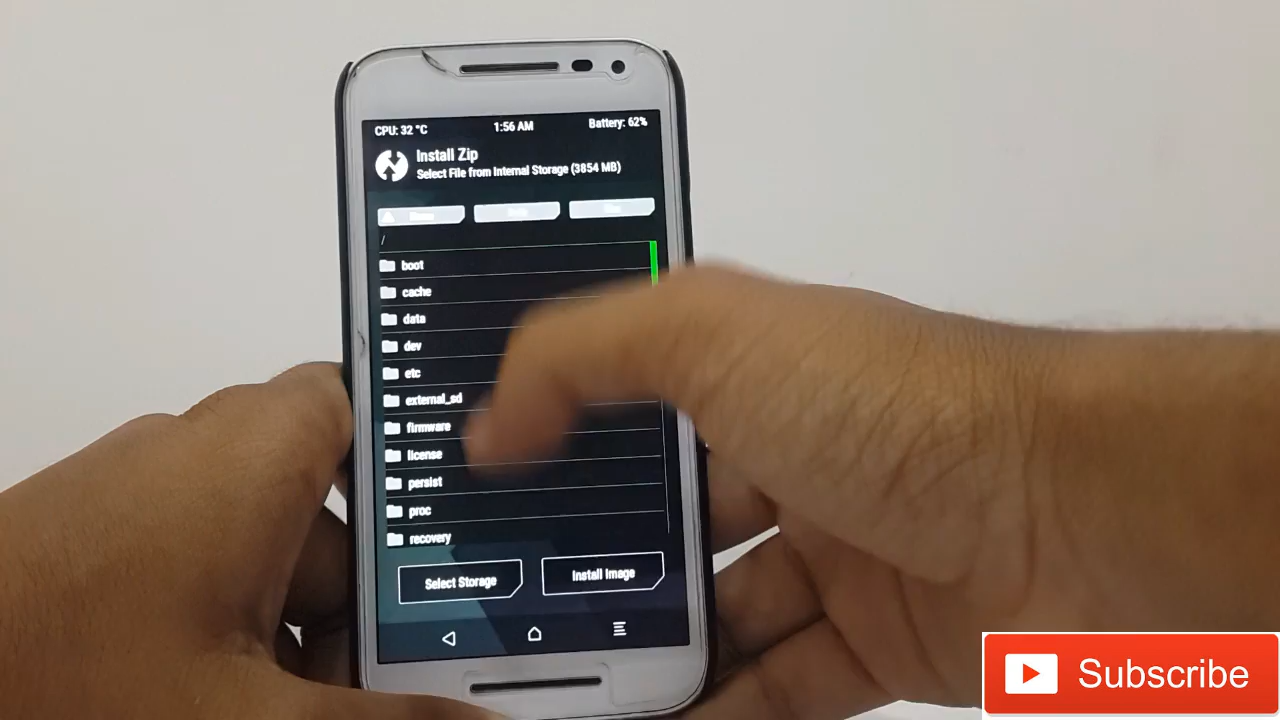 CPU: 32 °C 1:56 AM Battery: 62%
Install Zip
Select File from Internal Storage (3854 MB)
/
boot
cache
data
dev
etc
external_sd
firmware
license
persist
proc
recovery
Select Storage Install Image
Subscribe